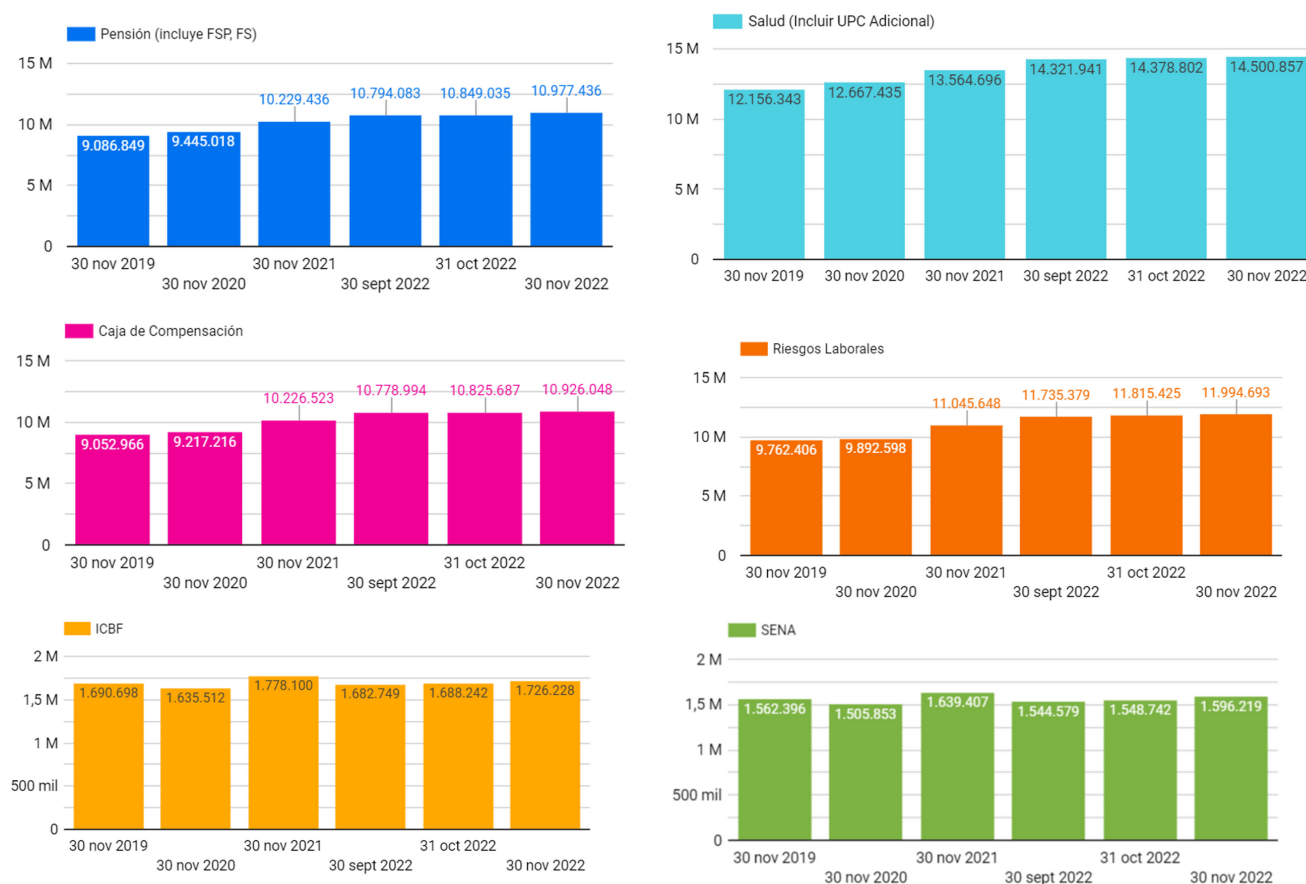 Pensión (incluye FSP, FS)
15 M
10.229.436 10.794.083 10.849.035 10.977.436
10 M
9.086.849 9.445.018
5 M
0
30 nov 2019 30 nov 2021 31 oct 2022
30 nov 2020 30 sept 2022 30 nov 2022
Salud (Incluir UPC Adicional)
15 M
12.156.343 12.667.435 13.564.696 14.321.941 14.378.802 14.500.857
10 M
5 M
0
30 nov 2019 30 nov 2020 30 nov 2021 30 sept 2022 31 oct 2022 30 nov 2022
Caja de Compensación
15 M
10.226.523 10.778.994 10.825.687 10.926.048
10 M
9.052.966 9.217.216
5 M
0
30 nov 2019 30 nov 2021 31 oct 2022
30 nov 2020 30 sept 2022 30 nov 2022
Riesgos Laborales
15 M
11.045.648 11.735.379 11.815.425 11.994.693
10 M
9.762.406 9.892.598
5 M
0
30 nov 2019 30 nov 2021 31 oct 2022
30 nov 2020 30 sept 2022 30 nov 2022
ICBF
2 M
1.690.698 1.635.512 1.778.100 1.682.749 1.688.242 1.726.228
1,5 M
1 M
500 mil
0
30 nov 2019 30 nov 2021 31 oct 2022
30 nov 2020 30 sept 2022 30 nov 2022
SENA
2 M
1.562.396 1.505.853 1.639.407 1.544.579 1.548.742 1.596.219
1,5 M
1 M
500 mil
0
30 nov 2019 30 nov 2021 31 oct 2022
30 nov 2020 30 sept 2022 30 nov 2022